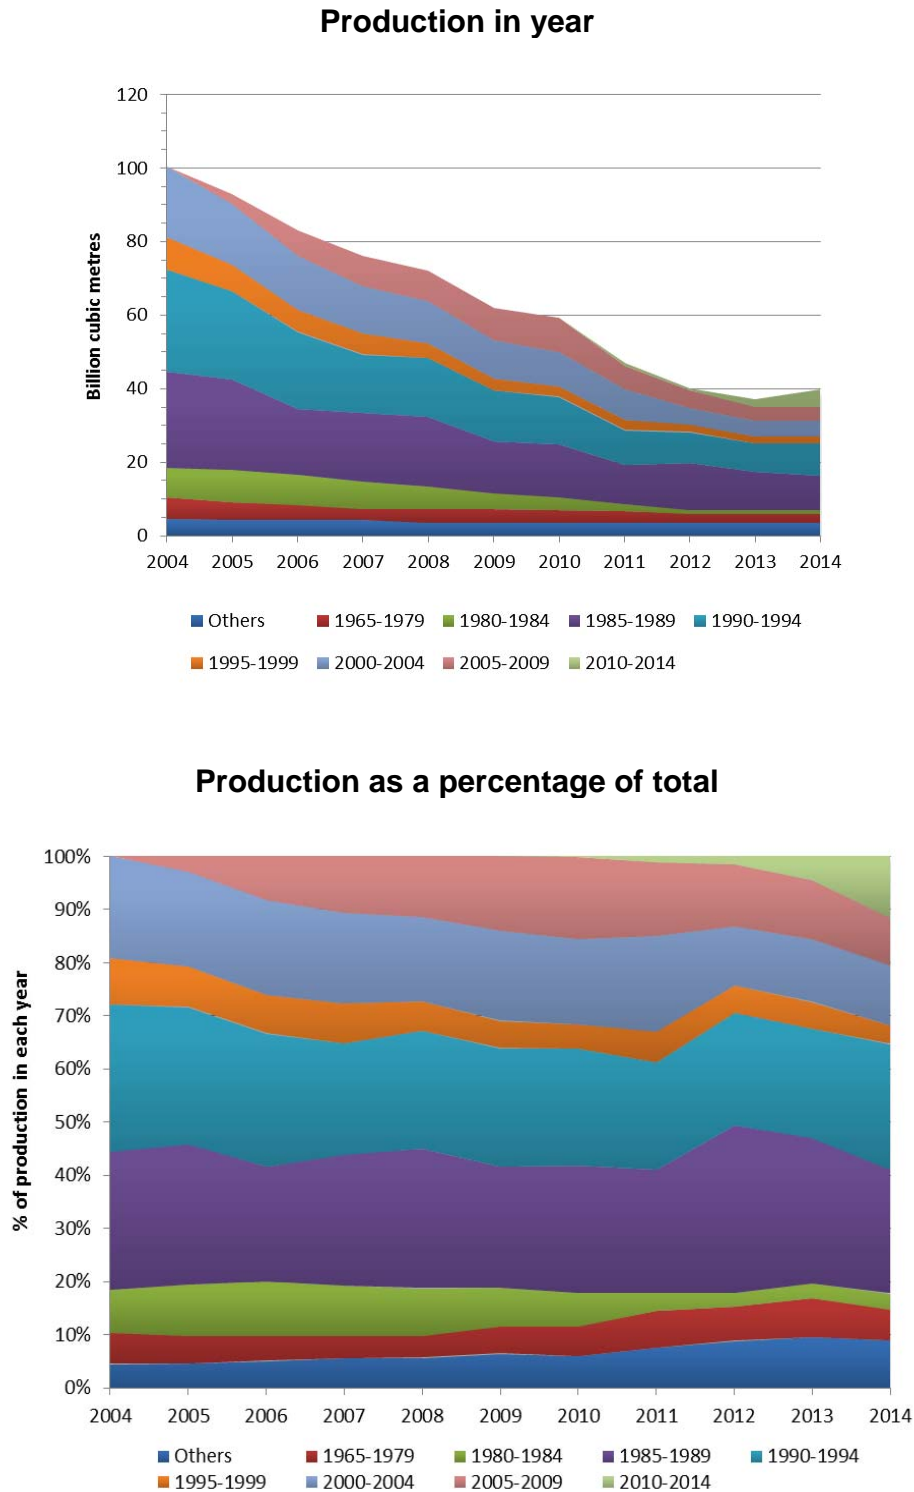 Production in year
120
100
80
60
40
20
0
Billion cubic metres
2004 2005 2006 2007 2008 2009 2010 2011 2012 2013 2014
Others 1965-1979 1980-1984 1985-1989 1990-1994
1995-1999 2000-2004 2005-2009 2010-2014
Production as a percentage of total
100%
90%
80%
70%
60%
50%
40%
30%
20%
10%
0%
% of production in each year
2004 2005 2006 2007 2008 2009 2010 2011 2012 2013 2014
Others 1965-1979 1980-1984 1985-1989 1990-1994
1995-1999 2000-2004 2005-2009 2010-2014